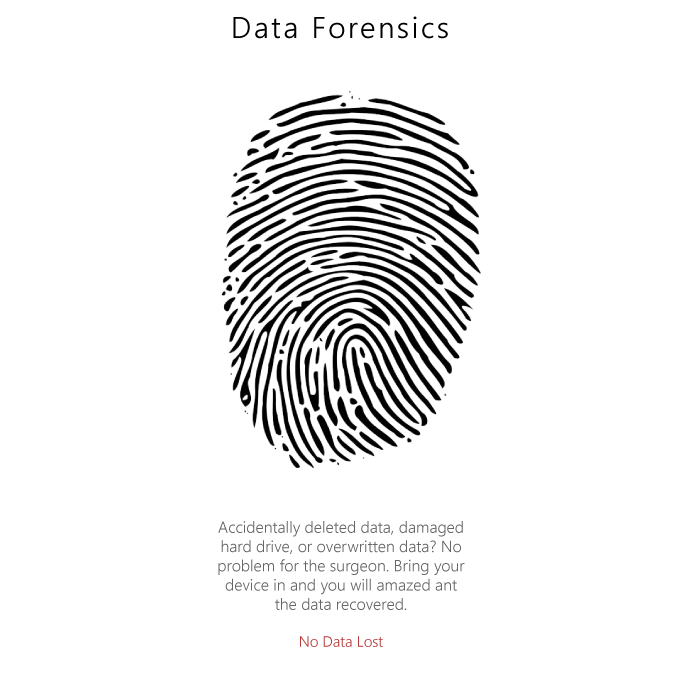 Data Forensics
Accidentally deleted data, damaged
hard drive, or overwritten data? No
problem for the surgeon. Bring your
device in and you will amazed ant
the data recovered.
No Data Lost